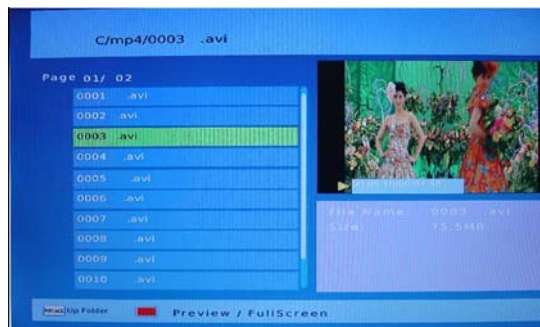 C/mp4/0003 .avi
Page 01/ 02
0001 .avi
0002 .avi
0003 .avi
0004 .avi
0005 .avi
0006 .avi
0007 .avi
0008 .avi
0009 .avi
0010 .avi
File Name: 0003 .avi
Size: 75.5MB
Up Folder
Preview / FullScreen